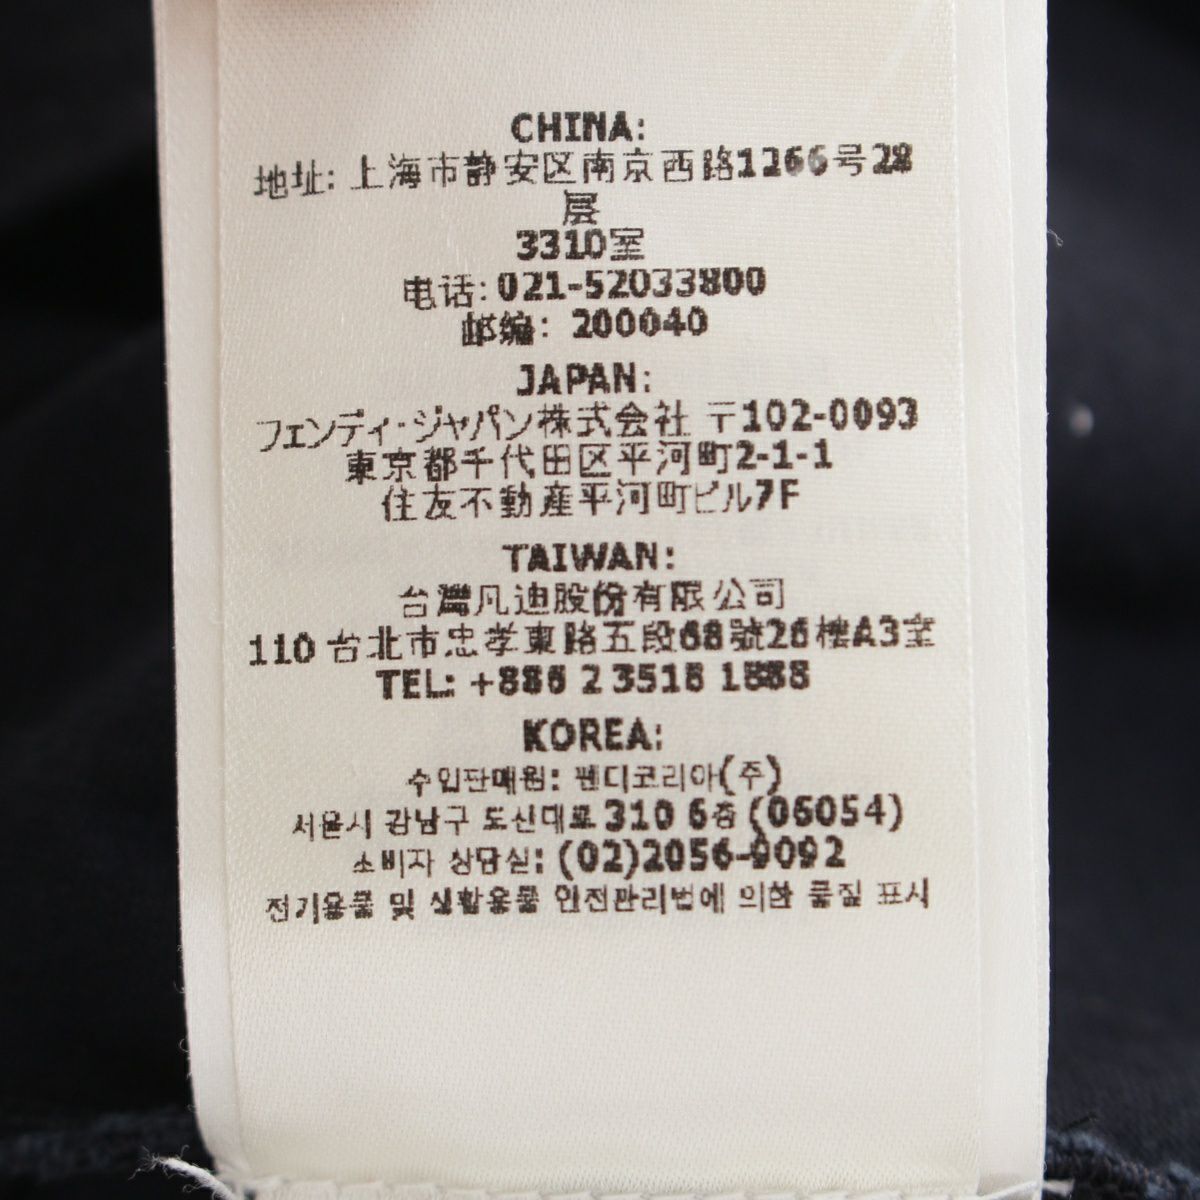 CHINA:
地址: 上海市静安区南京西路1266号28
层
3310室
电话: 021-52033800
邮编: 200040
JAPAN:
フェンディ・ジャパン株式会社 〒102-0093
東京都千代田区平河町2-1-1
住友不動産平河町ビル7F
TAIWAN:
台灣凡迪股份有限公司
110 台北市忠孝東路五段68號26樓A3室
TEL: +886 2 3518 1888
KOREA:
수입판매원: 펜디코리아(주)
서울시 강남구 도산대로 310 6층 (06054)
소비자 상담실: (02)2056-9092
전기용품 및 생활용품 안전관리법에 의한 품질 표시